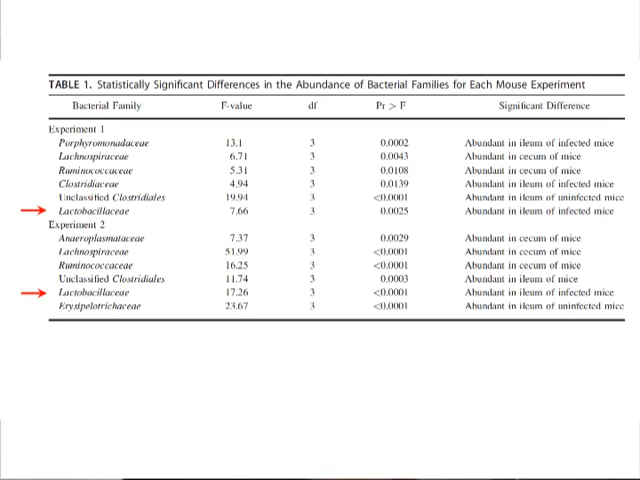 TABLE 1. Statistically Significant Differences in the Abundance of Bacterial Families for Each Mouse Experiment
Bacterial Family F-value df Pr > F Significant Difference
Experiment 1
Porphyromonadaceae 13.1 3 0.0002 Abundant in ileum of infected mice
Lachnospiraceae 6.71 3 0.0043 Abundant in cecum of mice
Ruminococcaceae 5.31 3 0.0108 Abundant in cecum of mice
Clostridiaceae 4.94 3 0.0139 Abundant in ileum of infected mice
Unclassified Clostridiales 19.94 3 <0.0001 Abundant in ileum of uninfected mice
Lactobacillaceae 7.66 3 0.0025 Abundant in ileum of infected mice
Experiment 2
Anaeroplasmataceae 7.37 3 0.0029 Abundant in cecum of mice
Lachnospiraceae 51.99 3 <0.0001 Abundant in cecum of mice
Ruminococcaceae 16.25 3 <0.0001 Abundant in cecum of mice
Unclassified Clostridiales 11.74 3 0.0003 Abundant in ileum of mice
Lactobacillaceae 17.26 3 <0.0001 Abundant in ileum of infected mice
Erysipelotrichaceae 23.67 3 <0.0001 Abundant in ileum of uninfected mice